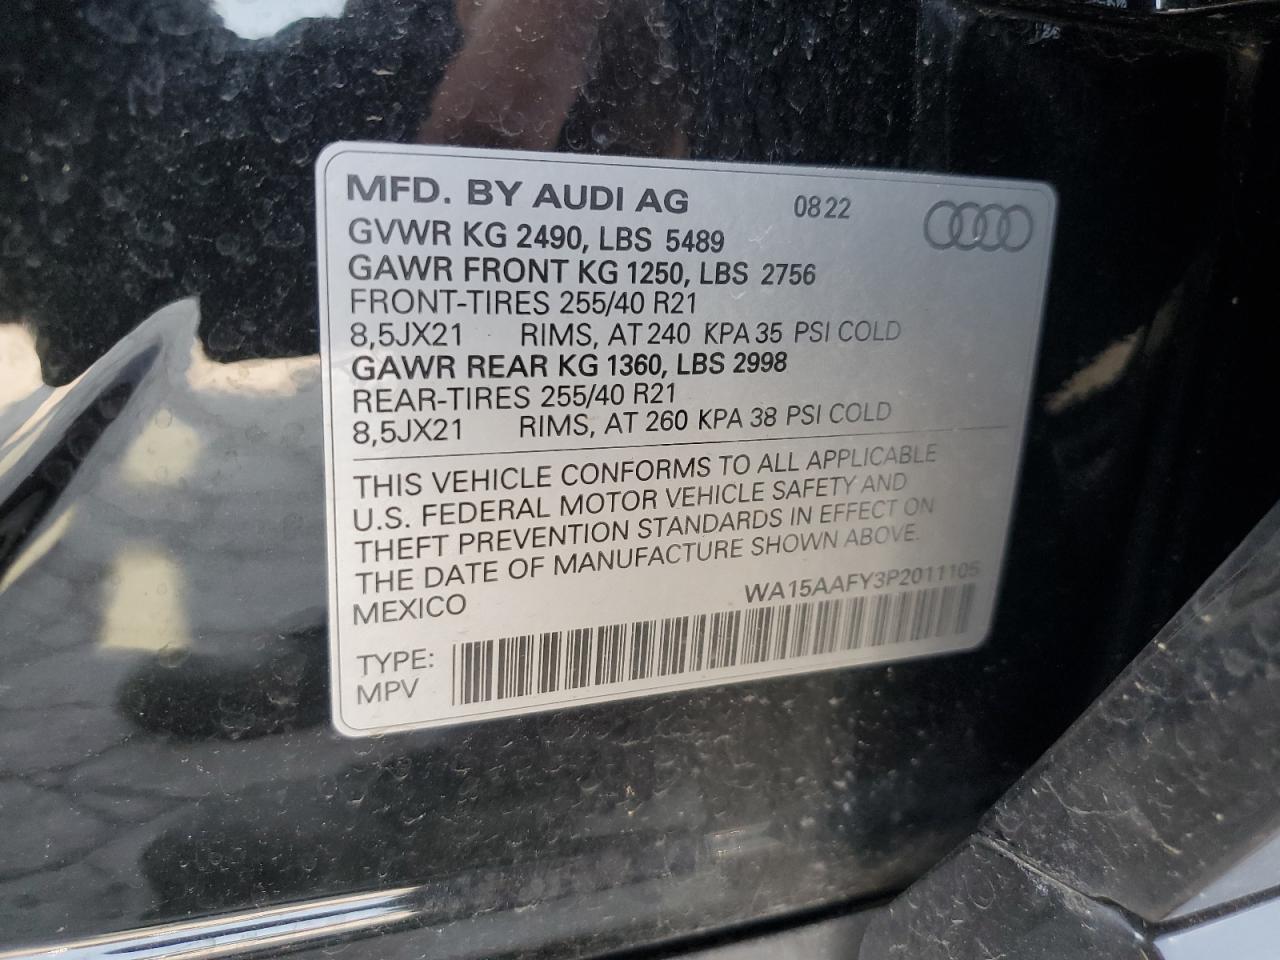 MFD. BY AUDI AG 0822
GVWR KG 2490, LBS 5489
GAWR FRONT KG 1250, LBS 2756
FRONT-TIRES 255/40 R21
8,5JX21 RIMS, AT 240 KPA 35 PSI COLD
GAWR REAR KG 1360, LBS 2998
REAR-TIRES 255/40 R21
8,5JX21 RIMS, AT 260 KPA 38 PSI COLD
THIS VEHICLE CONFORMS TO ALL APPLICABLE
U.S. FEDERAL MOTOR VEHICLE SAFETY AND
THEFT PREVENTION STANDARDS IN EFFECT ON
THE DATE OF MANUFACTURE SHOWN ABOVE.
MEXICO WA15AAFY3P2011105
TYPE:
MPV